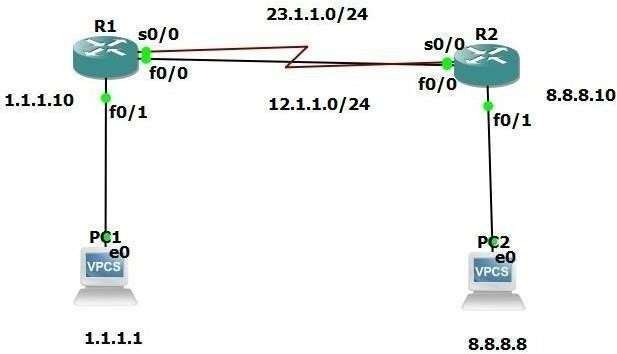 23.1.1.0/24
R1
s0/0
R2
s0/0
f0/0
f0/0
1.1.1.10
12.1.1.0/24
8.8.8.10
f0/1
f0/1
PC1
e0
VPCS
PC2
e0
VPCS
1.1.1.1
8.8.8.8